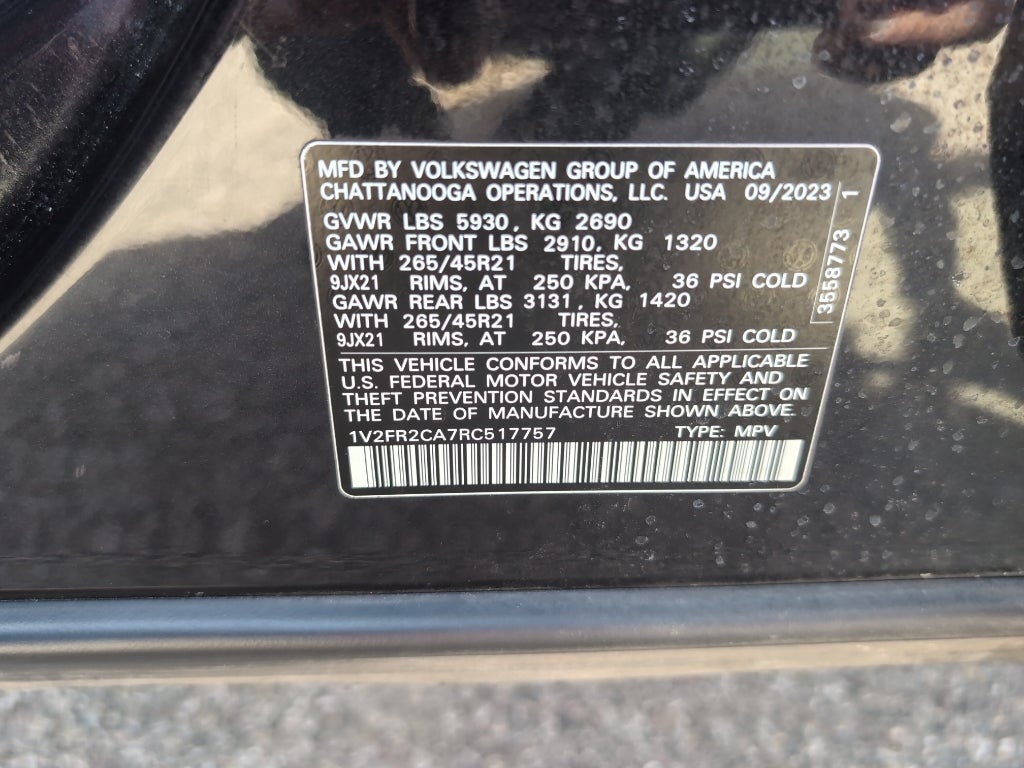 MFD BY VOLKSWAGEN GROUP OF AMERICA
CHATTANOOGA OPERATIONS, LLC. USA 09/2023
GVWR LBS 5930, KG 2690
GAWR FRONT LBS 2910, KG 1320
WITH 265/45R21 TIRES,
9JX21 RIMS, AT 250 KPA, 36 PSI COLD
GAWR REAR LBS 3131, KG 1420
WITH 265/45R21 TIRES,
9JX21 RIMS, AT 250 KPA, 36 PSI COLD
3558773 1
THIS VEHICLE CONFORMS TO ALL APPLICABLE
U.S. FEDERAL MOTOR VEHICLE SAFETY AND
THEFT PREVENTION STANDARDS IN EFFECT ON
THE DATE OF MANUFACTURE SHOWN ABOVE.
1V2FR2CA7RC517757 TYPE: MPV